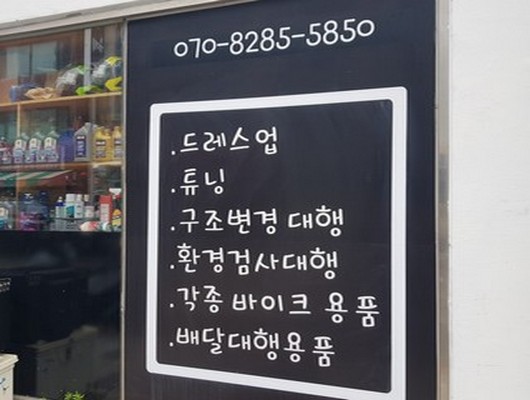 070-8285-5850
.드레스업
.튜닝
.구조변경 대행
.환경검사대행
.각종 바이크 용품
.배달대행용품